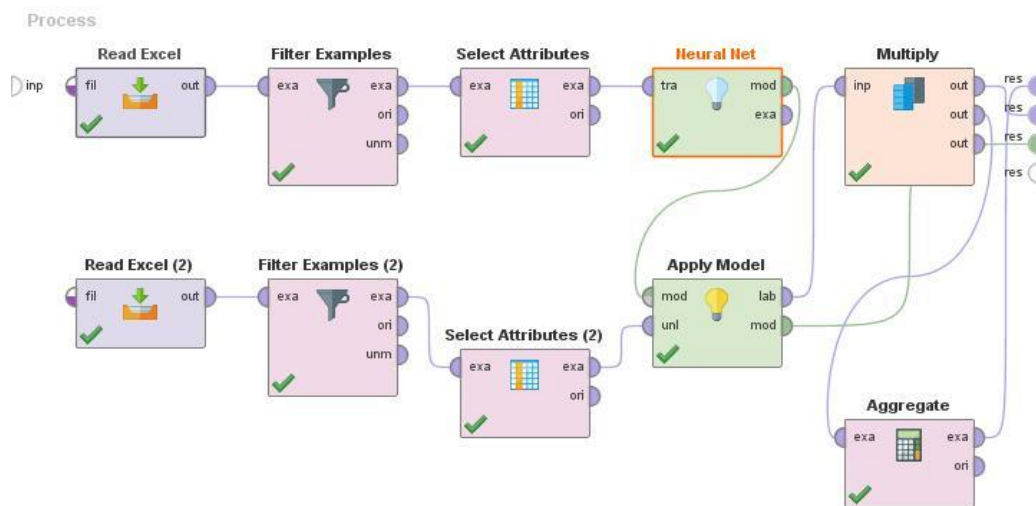 Process
Read Excel
Filter Examples
Select Attributes
Neural Net
Multiply
inp
fil
out
exa
exa
ori
unm
exa
exa
ori
tra
mod
exa
inp
out
out
out
res
res
res
res
Read Excel (2)
Filter Examples (2)
Select Attributes (2)
Apply Model
fil
out
exa
exa
ori
unm
exa
exa
ori
mod
lab
unl
mod
Aggregate
exa
exa
ori